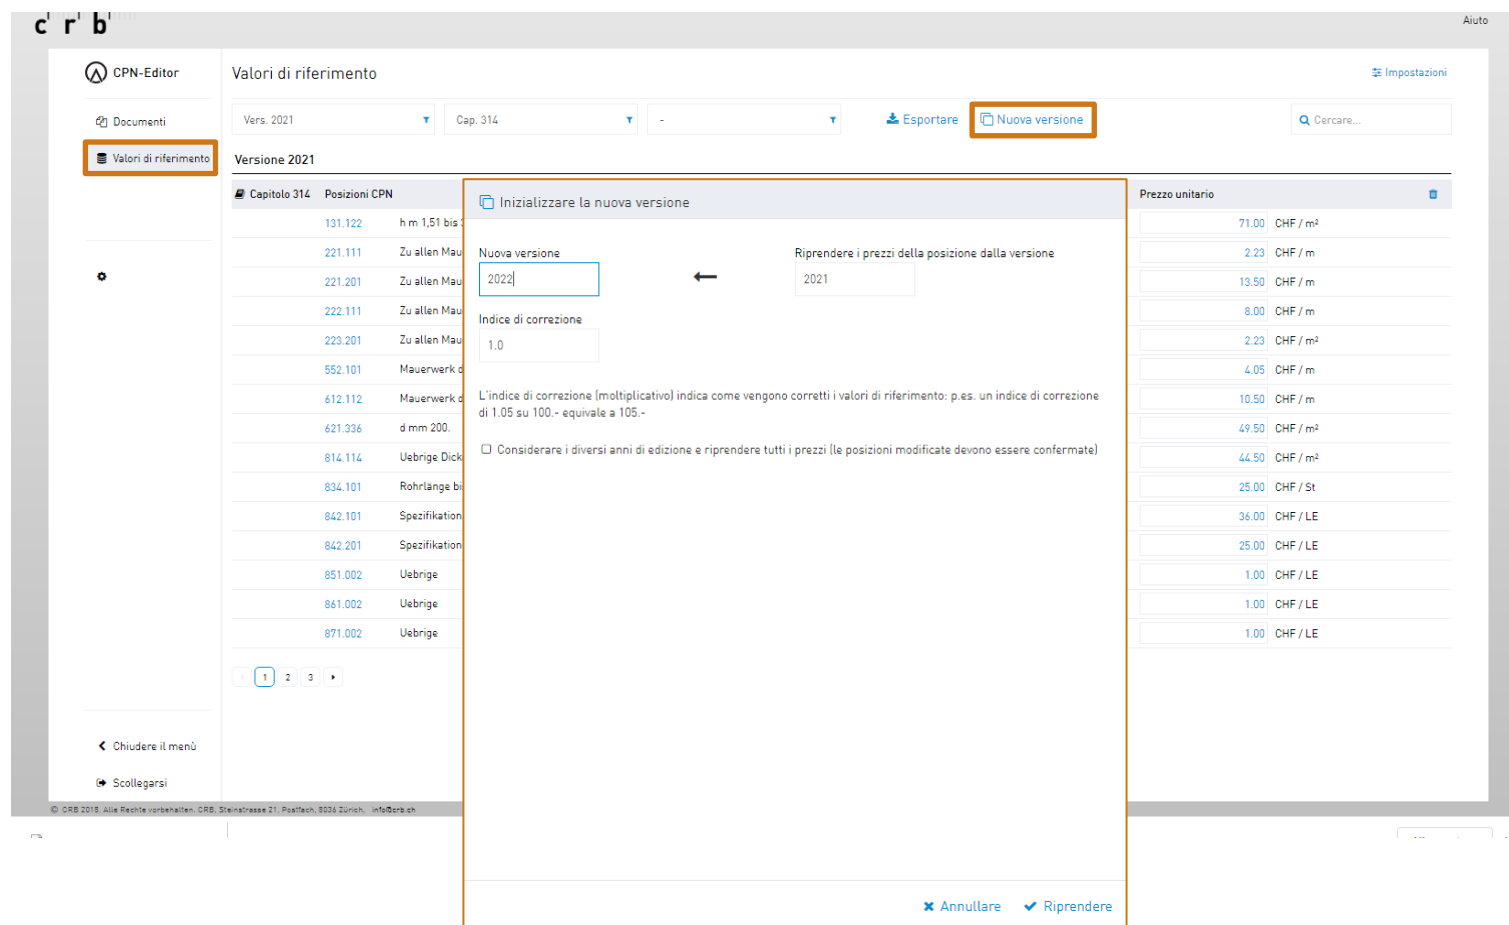 crb
Aiuto
CPN-Editor
Valori di riferimento
Impostazioni
Documenti
Vers. 2021
Cap. 314
-
Esportare
Nuova versione
Cercare...
Valori di riferimento
Versione 2021
Capitolo 314 Posizioni CPN
Prezzo unitario
Inizializzare la nuova versione
131.122 h m 1,51 bis
71.00 CHF / m²
221.111 Zu allen Mau
2.23 CHF / m
221.201 Zu allen Mau
13.50 CHF / m
222.111 Zu allen Mau
8.00 CHF / m
223.201 Zu allen Mau
2.23 CHF / m²
552.101 Mauerwerk d
4.05 CHF / m
612.112 Mauerwerk d
10.50 CHF / m
621.336 d mm 200.
49.50 CHF / m²
814.114 Uebrige Dick
44.50 CHF / m²
834.101 Rohrlänge bi
25.00 CHF / St
842.101 Spezifikation
36.00 CHF / LE
842.201 Spezifikation
25.00 CHF / LE
851.002 Uebrige
1.00 CHF / LE
861.002 Uebrige
1.00 CHF / LE
871.002 Uebrige
1.00 CHF / LE
Nuova versione
Riprendere i prezzi della posizione dalla versione
2022
2021
Indice di correzione
1.0
L'indice di correzione (moltiplicativo) indica come vengono corretti i valori di riferimento: p.es. un indice di correzione
di 1.05 su 100.- equivale a 105.-
Considerare i diversi anni di edizione e riprendere tutti i prezzi (le posizioni modificate devono essere confermate)
1 2 3
Chiudere il menù
Scollegarsi
© CRB 2018, Alle Rechte vorbehalten. CRB, Steinstrasse 21, Postfach, 8036 Zürich, info@crb.ch
Annullare
Riprendere